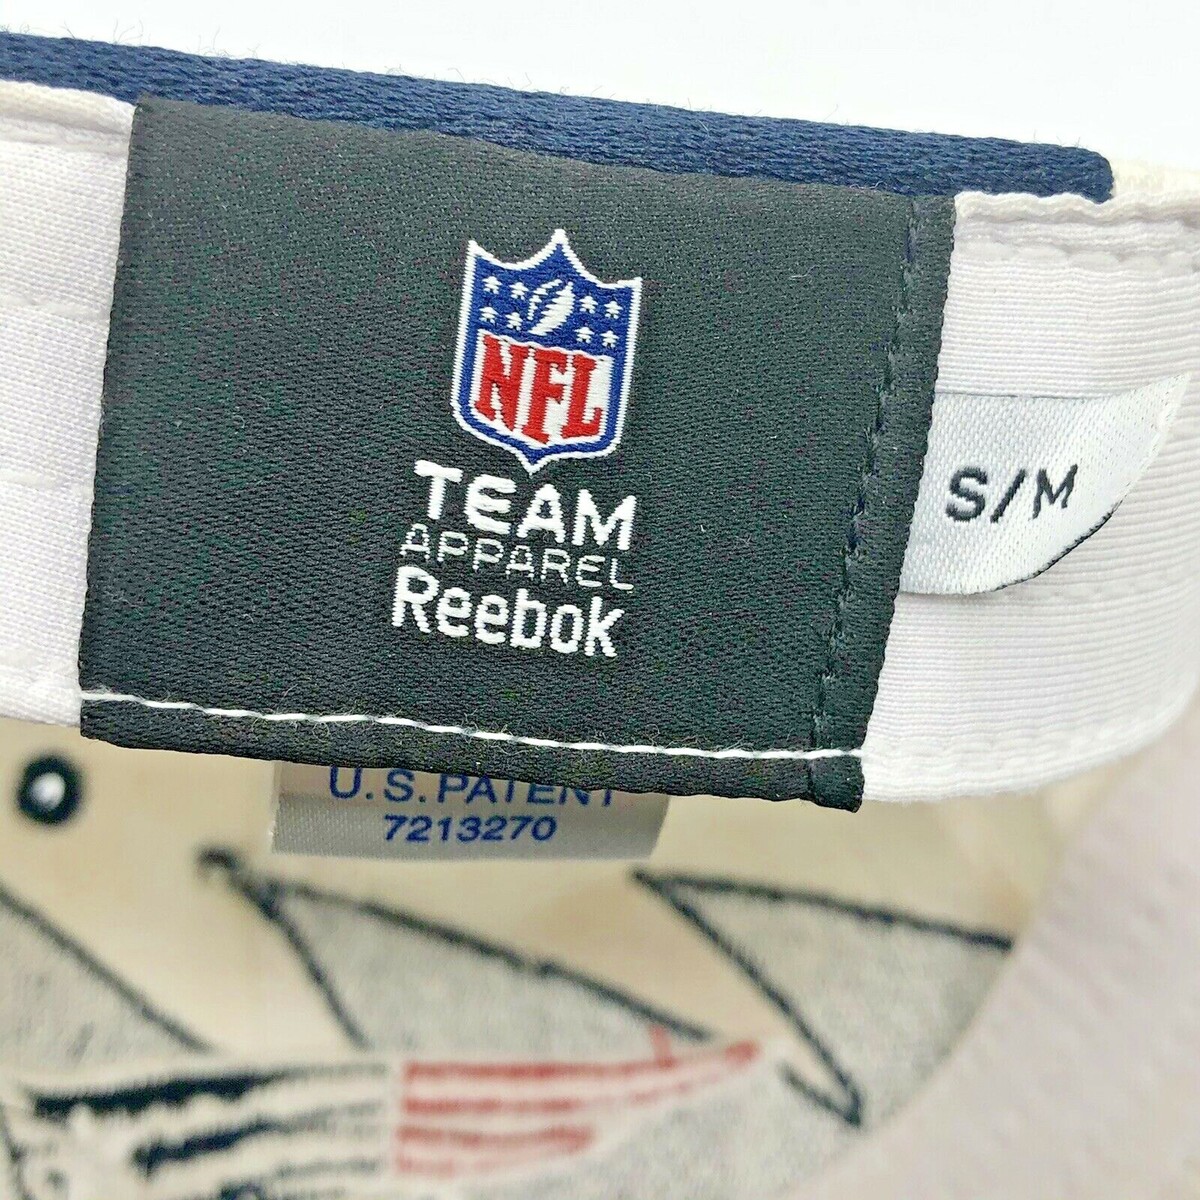 NFL
TEAM
APPAREL
Reebok
S/M
U.S. PATENT
7213270